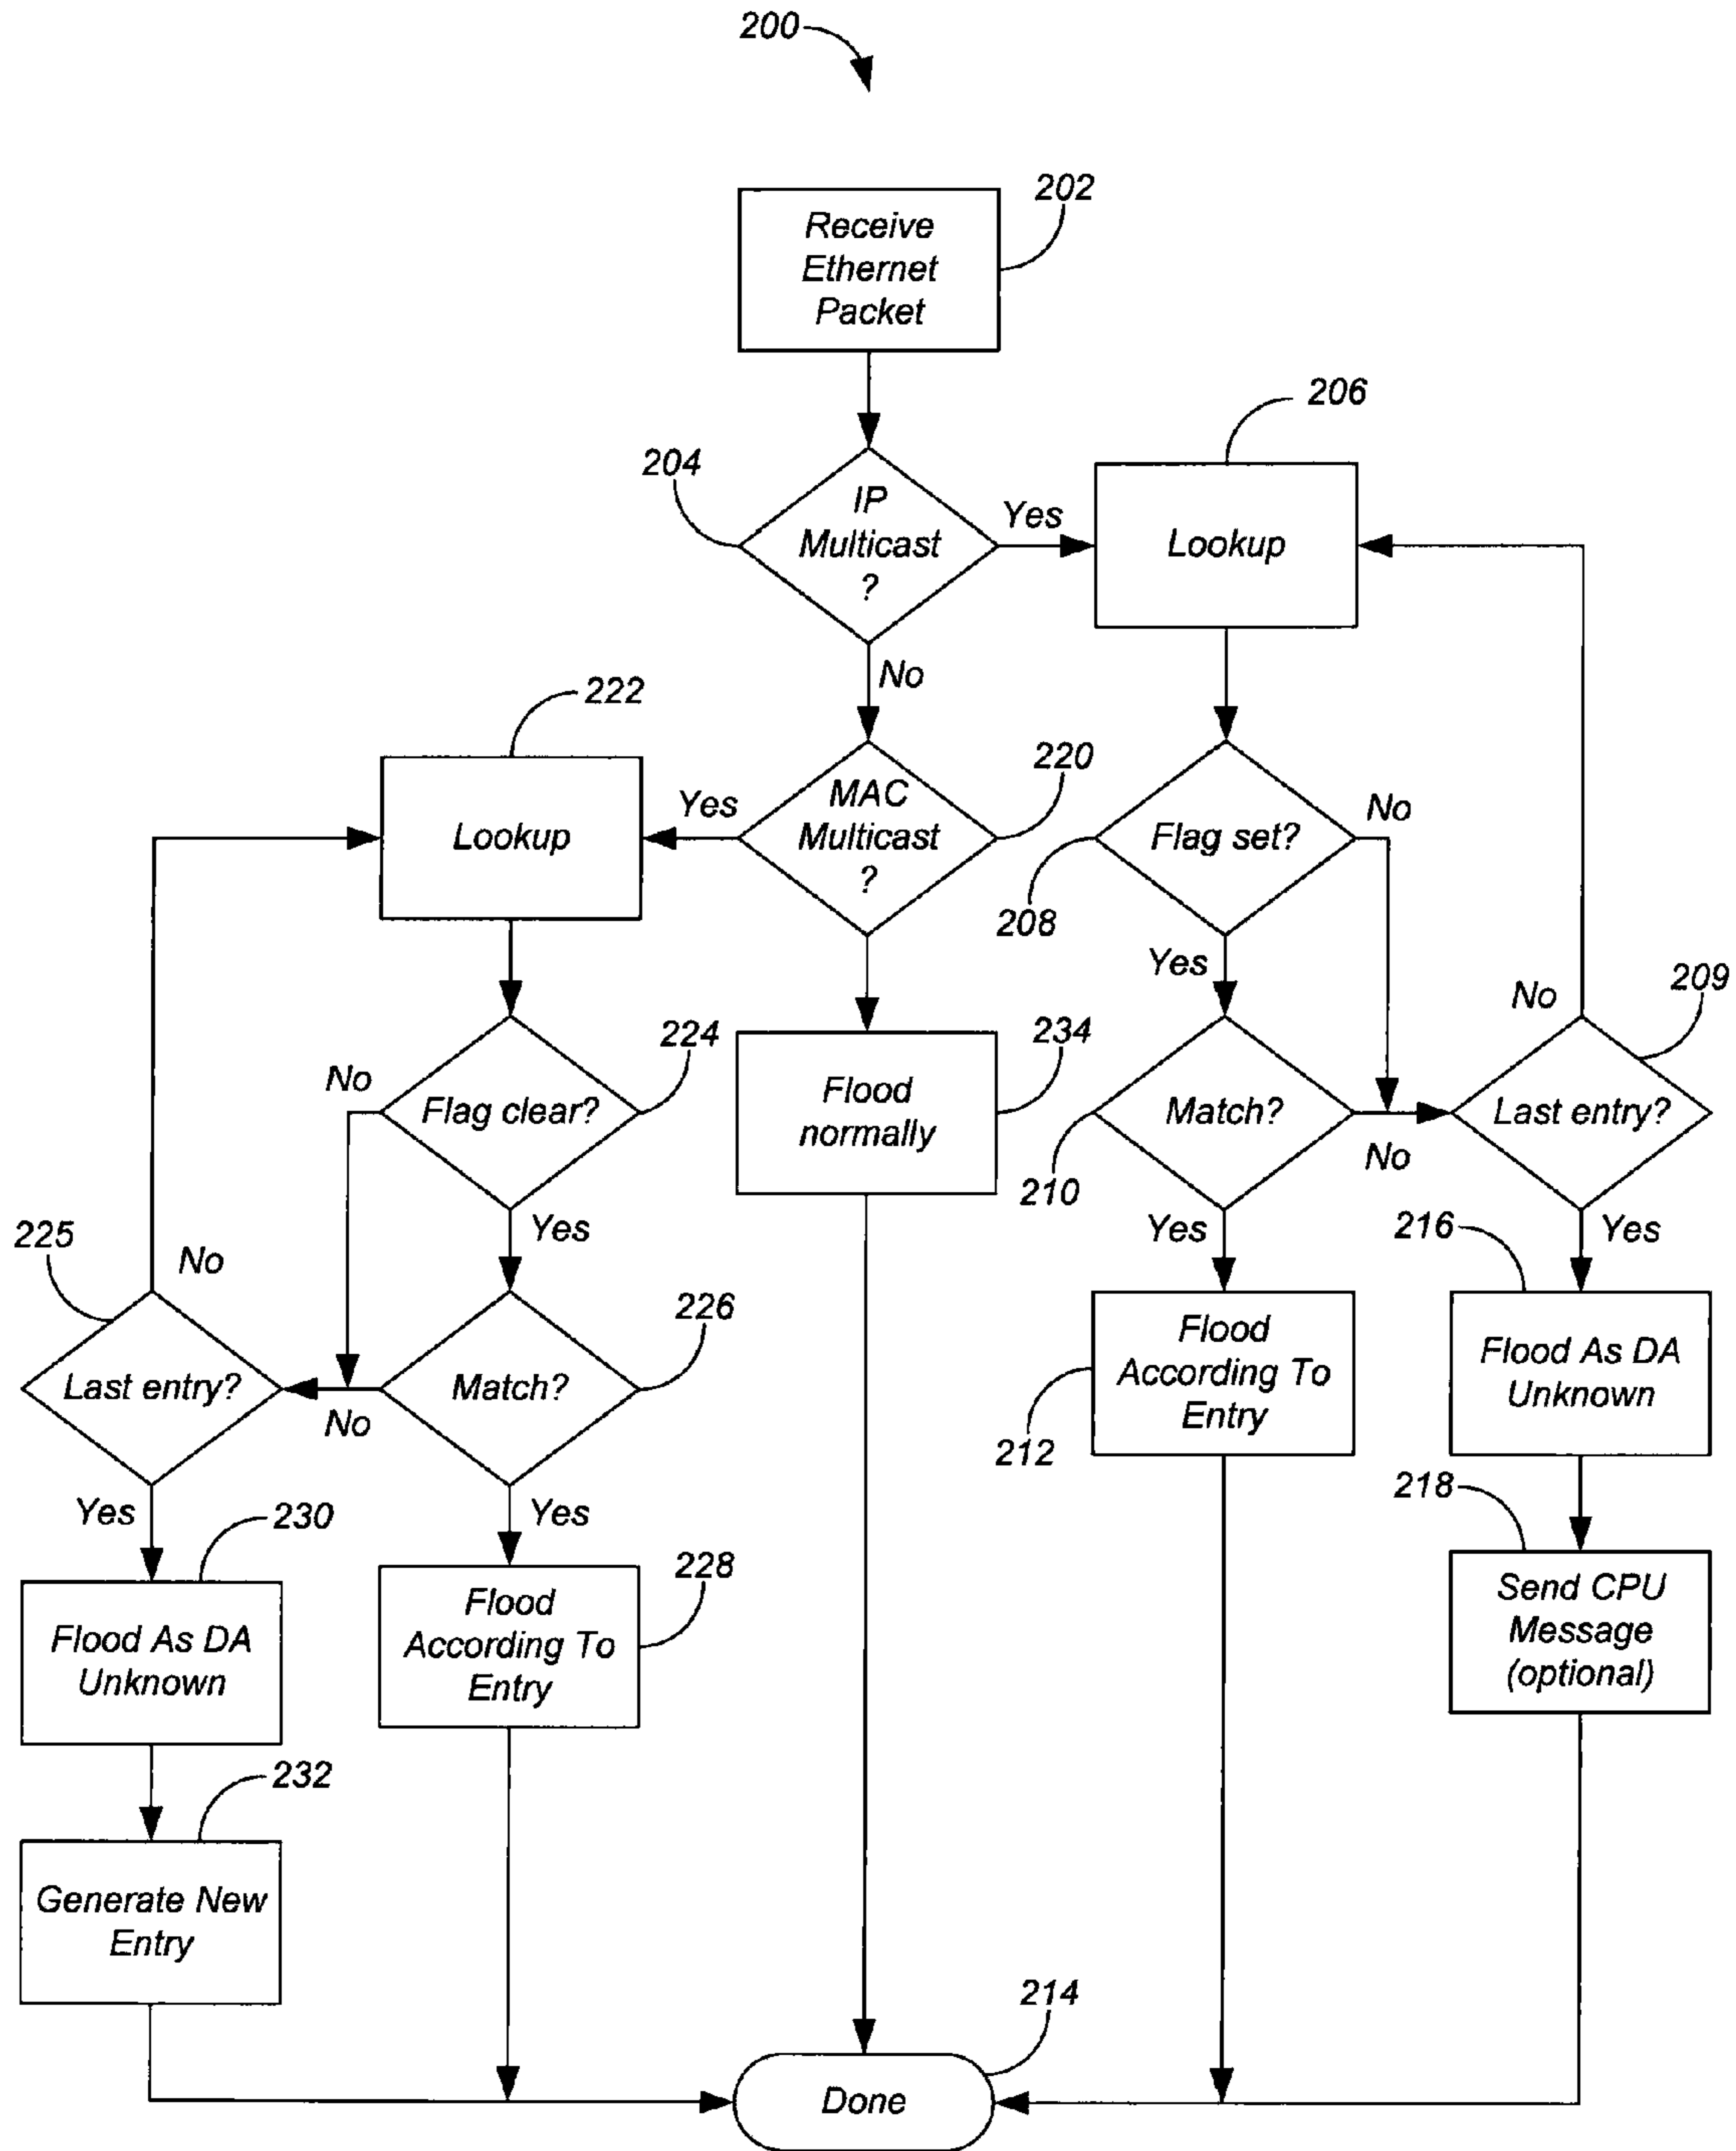 200
202
Receive
Ethernet
Packet
206
204
IP
Multicast
?
Yes
Lookup
No
222
220
Lookup
Yes
MAC
Multicast
?
Flag set?
No
208
Yes
209
No
224
234
No
Flag clear?
Flood
normally
Match?
Last entry?
No
210
Yes
225
No
Yes
216
Yes
226
Last entry?
Match?
Flood
According To
Entry
Flood As DA
Unknown
No
212
218
Yes
230
Yes
228
Flood As DA
Unknown
Flood
According To
Entry
Send CPU
Message
(optional)
232
Generate New
Entry
214
Done